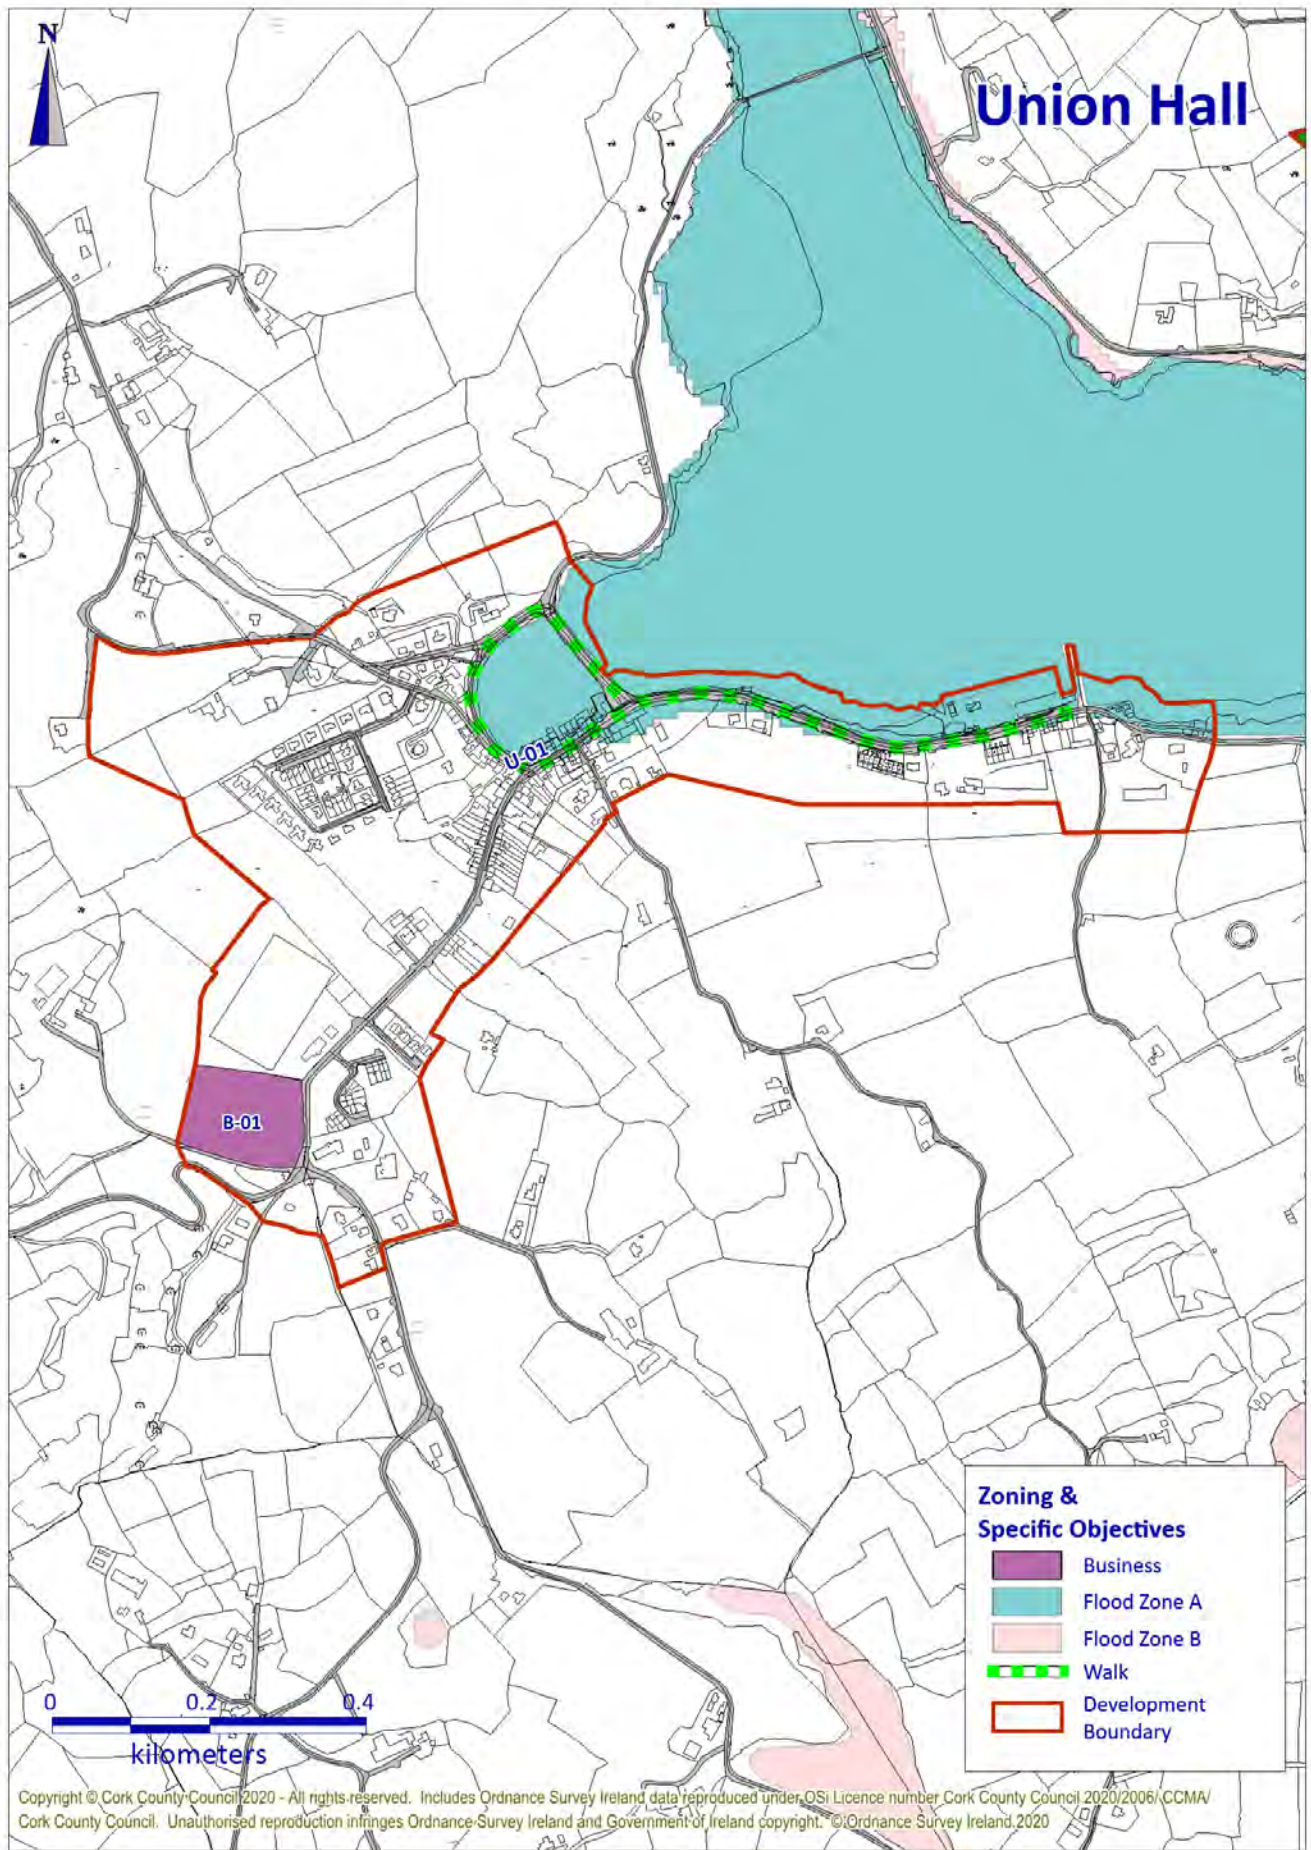 N
Union Hall
U-01
B-01
Zoning &
Specific Objectives
Business
Flood Zone A
Flood Zone B
Walk
Development
Boundary
0 0.2 0.4
kilometers
Copyright © Cork County Council 2020 - All rights reserved. Includes Ordnance Survey Ireland data reproduced under OSi Licence number Cork County Council 2020/2006/ CCMA/
Cork County Council. Unauthorised reproduction infringes Ordnance Survey Ireland and Government of Ireland copyright. © Ordnance Survey Ireland 2020